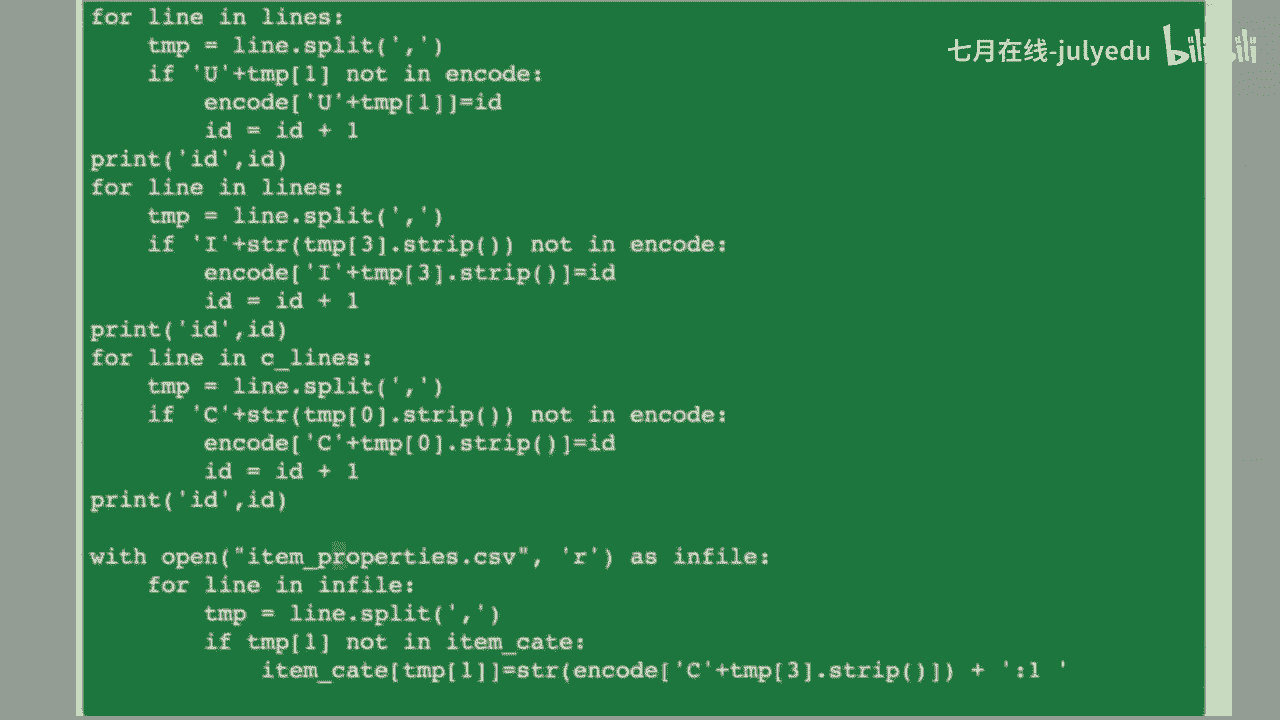 for line in lines:
    tmp = line.split(',')
    if 'U'+tmp[1] not in encode:
        encode['U'+tmp[1]]=id
        id = id + 1
print('id',id)
for line in lines:
    tmp = line.split(',')
    if 'I'+str(tmp[3].strip()) not in encode:
        encode['I'+tmp[3].strip()]=id
        id = id + 1
print('id',id)
for line in c_lines:
    tmp = line.split(',')
    if 'C'+str(tmp[0].strip()) not in encode:
        encode['C'+tmp[0].strip()]=id
        id = id + 1
print('id',id)

with open("item_properties.csv", 'r') as infile:
    for line in infile:
        tmp = line.split(',')
        if tmp[1] not in item_cate:
            item_cate[tmp[1]]=str(encode['C'+tmp[3].strip()]) + ':1 '
七月在线-julyedu bilibili